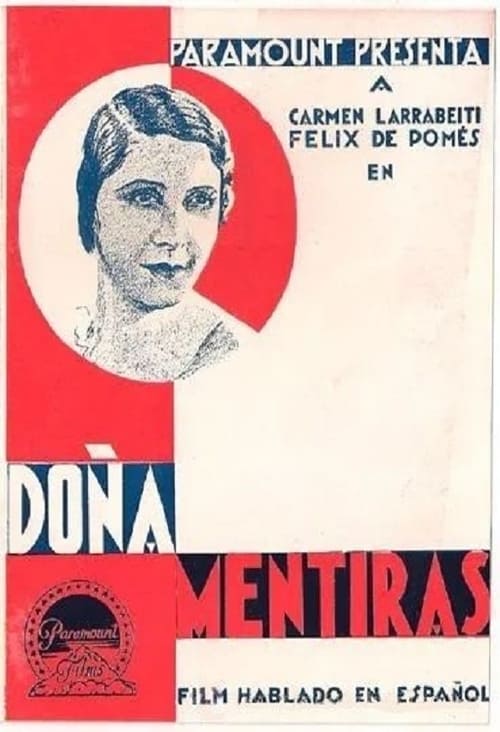 PARAMOUNT PRESENTA
A
CARMEN LARRABEITI
FELIX DE POMÉS
EN
DOÑA
MENTIRAS
Paramount
Films
FILM HABLADO EN ESPAÑOL